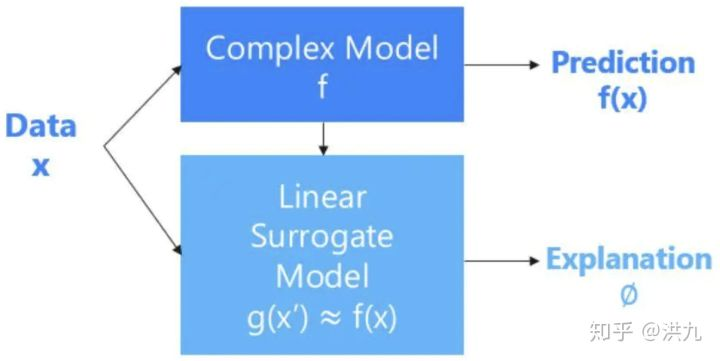 Complex Model
f
Prediction
f(x)
Data
x
Linear
Surrogate
Model
g(x′) ≈ f(x)
Explanation
∅
知乎 @洪九